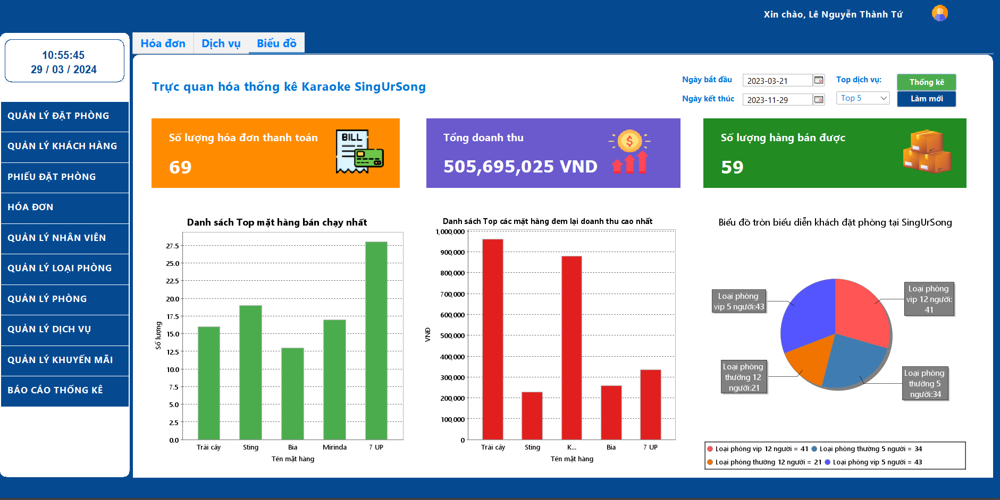 Xin chào, Lê Nguyễn Thành Tứ
10:55:45
29 / 03 / 2024
QUẢN LÝ ĐẶT PHÒNG
QUẢN LÝ KHÁCH HÀNG
PHIẾU ĐẶT PHÒNG
HÓA ĐƠN
QUẢN LÝ NHÂN VIÊN
QUẢN LÝ LOẠI PHÒNG
QUẢN LÝ PHÒNG
QUẢN LÝ DỊCH VỤ
QUẢN LÝ KHUYẾN MÃI
BÁO CÁO THỐNG KÊ
Hóa đơn Dịch vụ Biểu đồ
Trực quan hóa thống kê Karaoke SingUrSong
Ngày bắt đầu 2023-03-21 Top dịch vụ: Thống kê
Ngày kết thúc 2023-11-29 Top 5 Làm mới
Số lượng hóa đơn thanh toán
69
BILL
Tổng doanh thu
505,695,025 VND
$
Số lượng hàng bán được
59
Danh sách Top mặt hàng bán chạy nhất
27.5
25.0
22.5
20.0
17.5
15.0
12.5
10.0
7.5
5.0
2.5
0.0
Số lượng
Trái cây Sting Bia Mirinda 7 UP
Tên mặt hàng
Danh sách Top các mặt hàng đem lại doanh thu cao nhất
1,000,000
900,000
800,000
700,000
600,000
500,000
400,000
300,000
200,000
100,000
0
VNĐ
Trái cây Sting K... Bia 7 UP
Tên mặt hàng
Biểu đồ tròn biểu diễn khách đặt phòng tại SingUrSong
Loại phòng
vip 5 người:43
Loại phòng
vip 12 người:
41
Loại phòng
thường 12
người:21
Loại phòng
thường 5
người:34
Loại phòng vip 12 người = 41 Loại phòng thường 5 người = 34
Loại phòng thường 12 người = 21 Loại phòng vip 5 người = 43